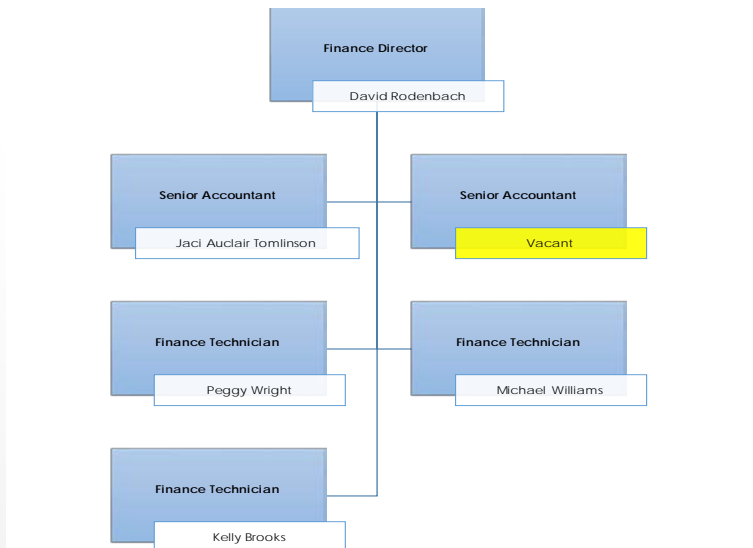 Finance Director
David Rodenbach
Senior Accountant
Jaci Auclair Tomlinson
Senior Accountant
Vacant
Finance Technician
Peggy Wright
Finance Technician
Michael Williams
Finance Technician
Kelly Brooks